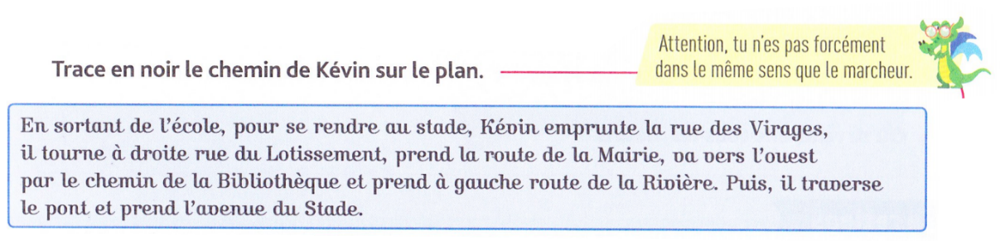 Attention, tu n'es pas forcément
dans le même sens que le marcheur.
Trace en noir le chemin de Kévin sur le plan.
En sortant de l'école, pour se rendre au stade, Kévin emprunte la rue des Virages,
il tourne à droite rue du Lotissement, prend la route de la Mairie, va vers l'ouest
par le chemin de la Bibliothèque et prend à gauche route de la Rivière. Puis, il traverse
le pont et prend l'avenue du Stade.